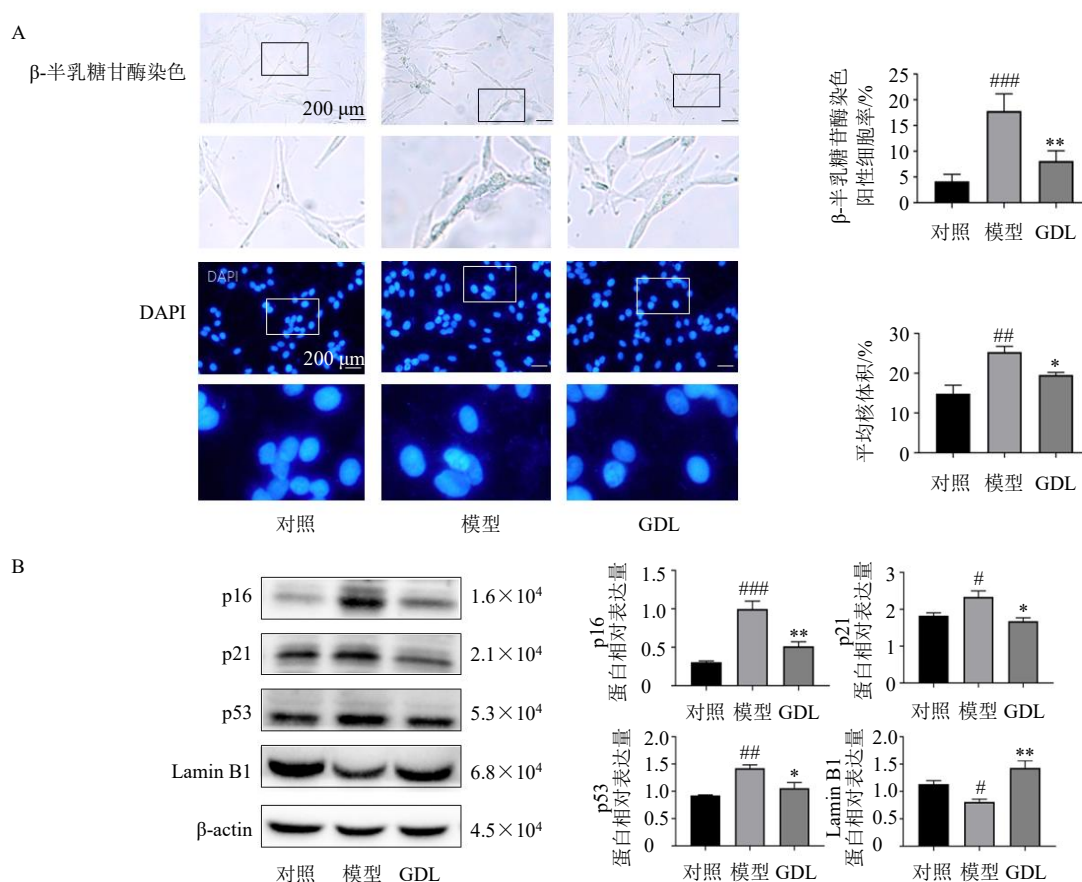 A
β-半乳糖苷酶染色
200 μm
DAPI
DAPI
200 μm
对照
模型
GDL
β-半乳糖苷酶染色
阳性细胞率/%
25
20
15
10
5
0
###
**
对照 模型 GDL
平均核体积/%
30
20
10
0
##
*
对照 模型 GDL
B
p16
1.6×10⁴
p21
2.1×10⁴
p53
5.3×10⁴
Lamin B1
6.8×10⁴
β-actin
4.5×10⁴
对照 模型 GDL
p16
蛋白相对表达量
1.5
1.0
0.5
0
###
**
对照 模型 GDL
p21
蛋白相对表达量
3
2
1
0
#
*
对照 模型 GDL
p53
蛋白相对表达量
2.0
1.5
1.0
0.5
0
##
*
对照 模型 GDL
Lamin B1
蛋白相对表达量
2.0
1.5
1.0
0.5
0
#
**
对照 模型 GDL